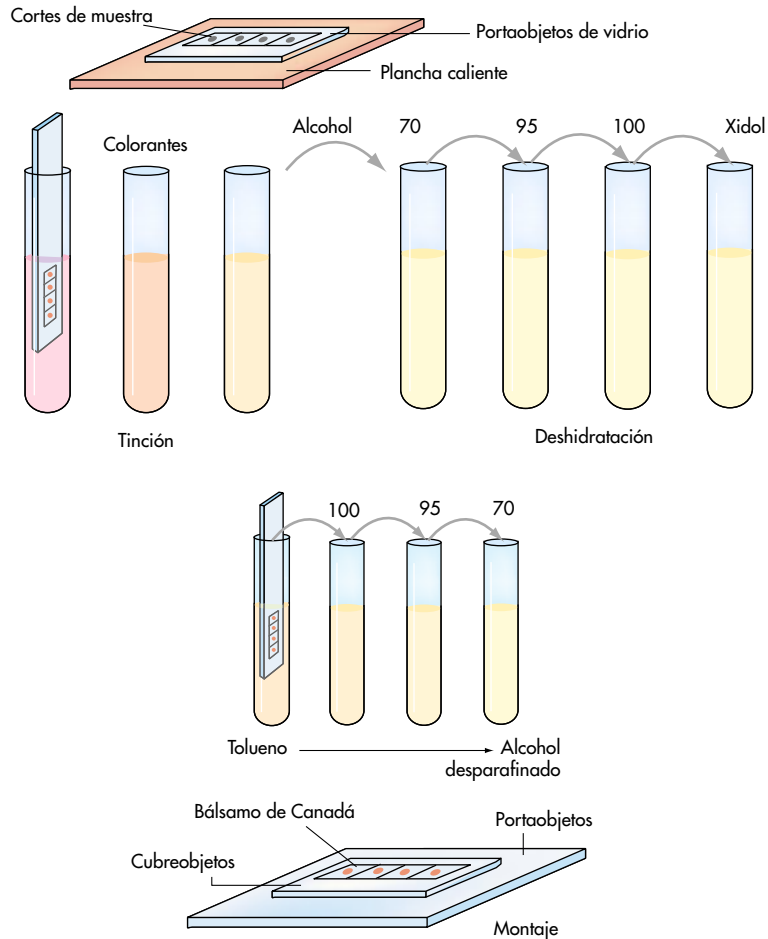 Cortes de muestra
Portaobjetos de vidrio
Plancha caliente
Colorantes
Alcohol
70
95
100
Xidol
Tinción
Deshidratación
100
95
70
Tolueno
Alcohol
desparafinado
Bálsamo de Canadá
Portaobjetos
Cubreobjetos
Montaje